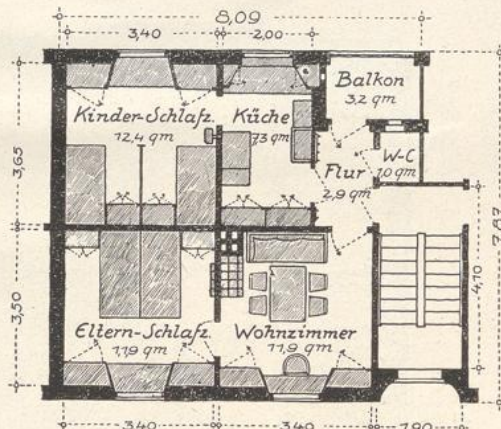 8,09
3,40
2,00
Balkon
3,2 qm
Kinder-Schlafz.
12,4 qm
Küche
7,3 qm
W-C
1,0 qm
Flur
2,9 qm
3,65
7,87
4,10
3,50
Eltern-Schlafz.
11,9 qm
Wohnzimmer
11,9 qm
3,40
3,40
1,90